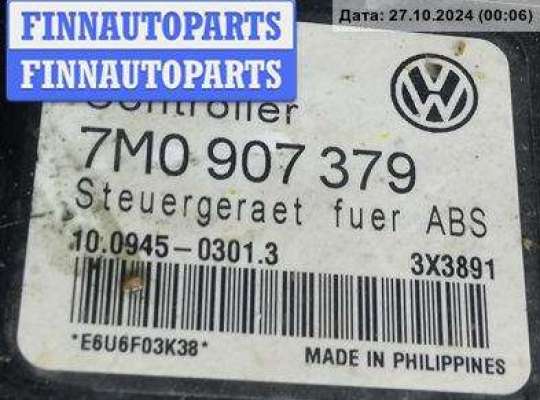 Дата: 27.10.2024 (00:06)
FINNAUTOPARTS
FINNAUTOPARTS
Controller
7M0 907 379
Steuergeraet fuer ABS
10.0945-0301.3
3X3891
*E6U6F03K38*
MADE IN PHILIPPINES